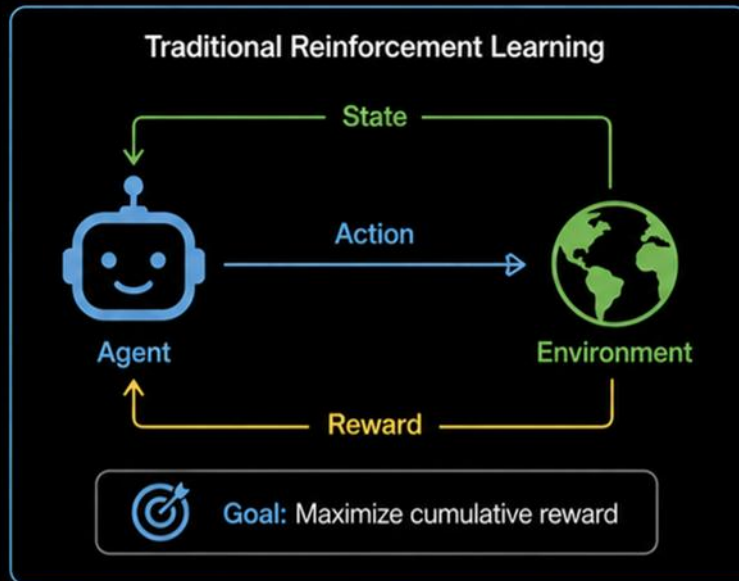 Traditional Reinforcement Learning
State
Action
Agent
Environment
Reward
Goal: Maximize cumulative reward